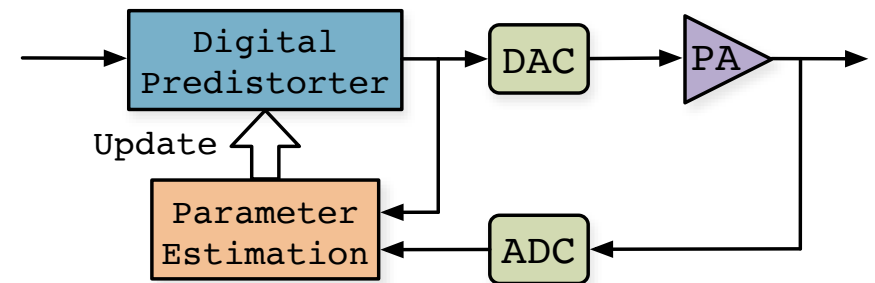 Digital
Predistorter
DAC
PA
Update
Parameter
Estimation
ADC